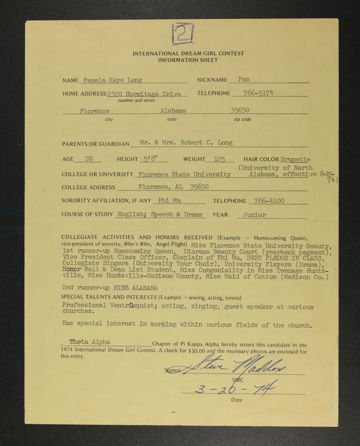 2
INTERNATIONAL DREAM GIRL CONTEST
INFORMATION SHEET
NAME Pamela Kaye Long NICKNAME Pam
HOME ADDRESS 2320 Hermitage Drive TELEPHONE 766-5174
number and street
Florence Alabama 35630
city state zip code
PARENTS OR GUARDIAN Mr. & Mrs. Robert C. Long
AGE 20 HEIGHT 5'8" WEIGHT 125 HAIR COLOR Brunette
(University of North
COLLEGE OR UNIVERSITY Florence State University Alabama, effective
74)
COLLEGE ADDRESS Florence, AL 35630
SORORITY AFFILIATION, IF ANY Phi Mu TELEPHONE 766-4100
COURSE OF STUDY English; Speech & Drama YEAR Junior
COLLEGIATE ACTIVITIES AND HONORS RECEIVED (Example — Homecoming Queen,
vice-president of sorority, Who's Who, Angel Flight) Miss Florence State University Beauty,
1st runner-up Homecoming Queen, Diorama Beauty Court (yearbook pageant),
Vice President Class Officer, Chaplain of Phi Mu, BEST PLEDGE IN CLASS,
Collegiate Singers (University Tour Choir), University Players (Drama),
Honor Roll & Dean List Student, Miss Congeniality in Miss Teenage Hunts-
ville, Miss Huntsville-Madison County, Miss Maid of Cotton (Madison Co.)
2nd runner-up MISS ALABAMA
SPECIAL TALENTS AND INTERESTS (Example — sewing, acting, tennis)
Professional Ventriloquist; acting, singing, guest speaker at various
churches.
Has special interest in working within various fields of the church.
Theta Alpha Chapter of Pi Kappa Alpha hereby enters this candidate in the
1974 International Dream Girl Contest. A check for $30.00 and the necessary photos are enclosed for
this entry.
Steve Maddox
3-20-74
Date